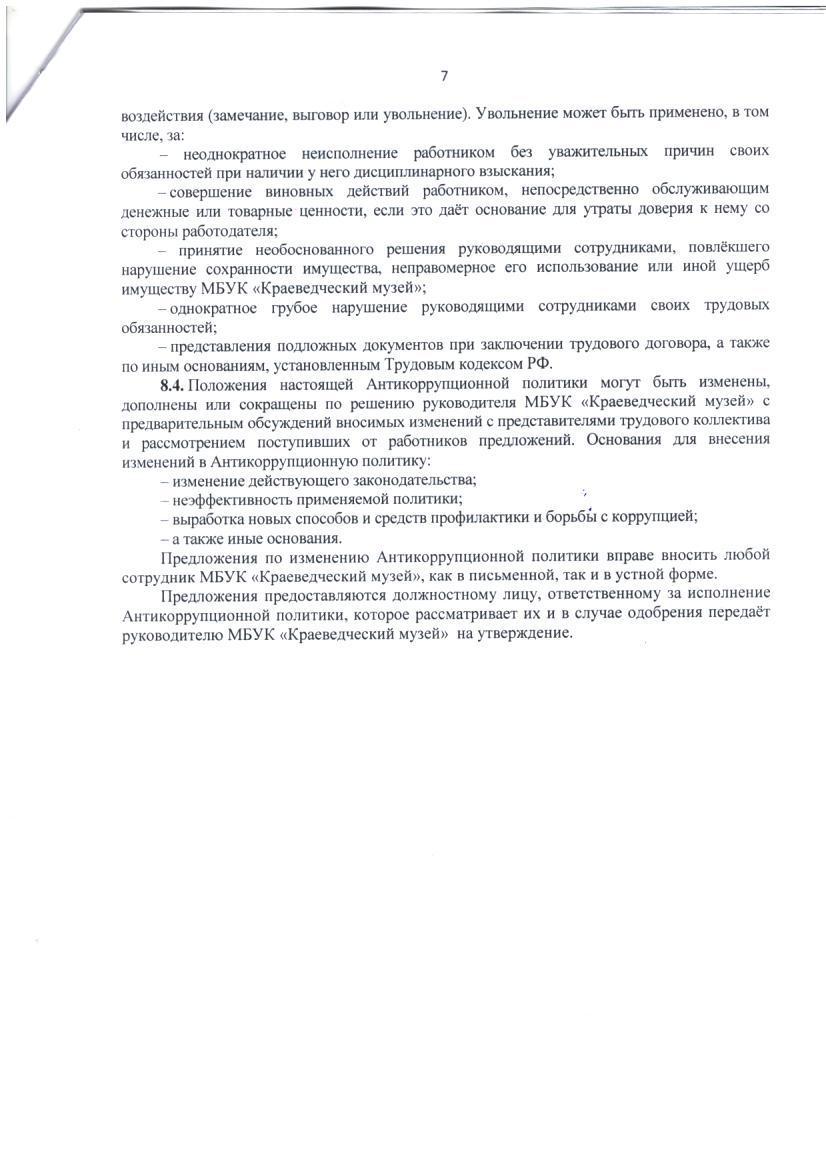 7
воздействия (замечание, выговор или увольнение). Увольнение может быть применено, в том
числе, за:
– неоднократное неисполнение работником без уважительных причин своих
обязанностей при наличии у него дисциплинарного взыскания;
– совершение виновных действий работником, непосредственно обслуживающим
денежные или товарные ценности, если это даёт основание для утраты доверия к нему со
стороны работодателя;
– принятие необоснованного решения руководящими сотрудниками, повлёкшего
нарушение сохранности имущества, неправомерное его использование или иной ущерб
имуществу МБУК «Краеведческий музей»;
– однократное грубое нарушение руководящими сотрудниками своих трудовых
обязанностей;
– представления подложных документов при заключении трудового договора, а также
по иным основаниям, установленным Трудовым кодексом РФ.
8.4. Положения настоящей Антикоррупционной политики могут быть изменены,
дополнены или сокращены по решению руководителя МБУК «Краеведческий музей» с
предварительным обсуждений вносимых изменений с представителями трудового коллектива
и рассмотрением поступивших от работников предложений. Основания для внесения
изменений в Антикоррупционную политику:
– изменение действующего законодательства;
– неэффективность применяемой политики;
– выработка новых способов и средств профилактики и борьбы с коррупцией;
– а также иные основания.
Предложения по изменению Антикоррупционной политики вправе вносить любой
сотрудник МБУК «Краеведческий музей», как в письменной, так и в устной форме.
Предложения предоставляются должностному лицу, ответственному за исполнение
Антикоррупционной политики, которое рассматривает их и в случае одобрения передаёт
руководителю МБУК «Краеведческий музей» на утверждение.